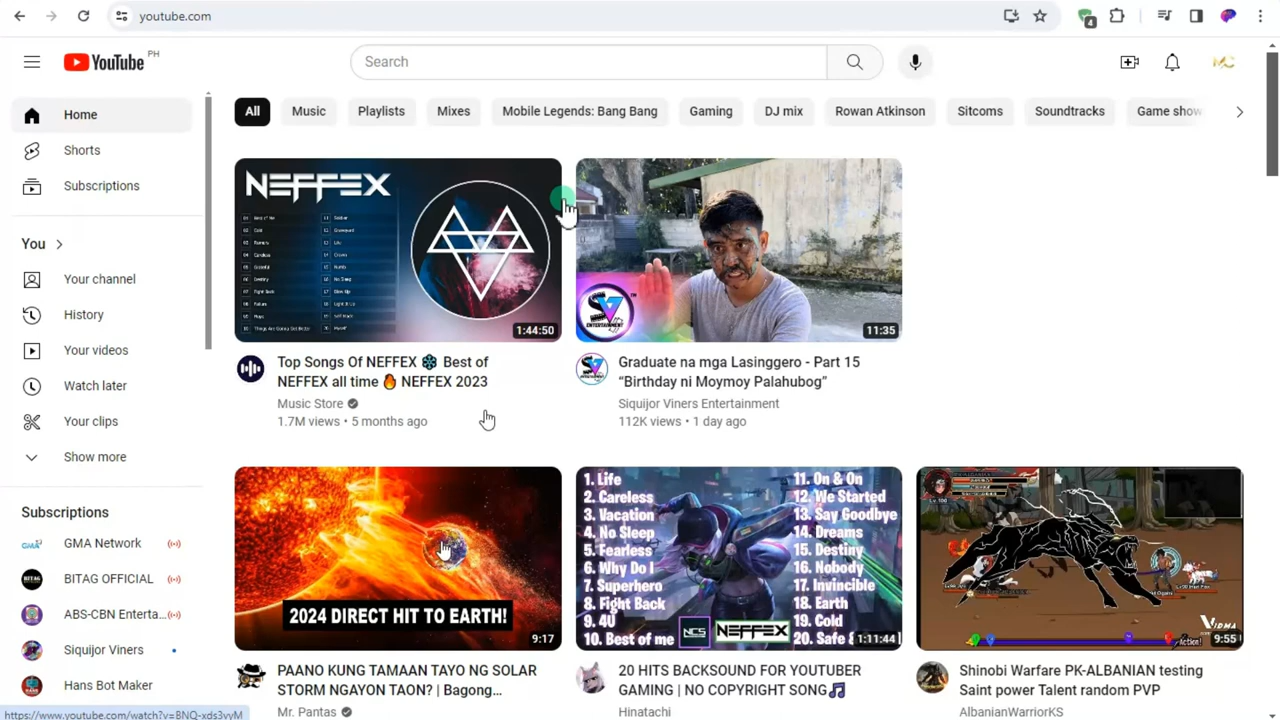 youtube.com
4
YouTube PH
Search
MC
Home
Shorts
Subscriptions
You
Your channel
History
Your videos
Watch later
Your clips
Show more
Subscriptions
GMA Network
BITAG OFFICIAL
ABS-CBN Enterta...
Siquijor Viners
Hans Bot Maker
All
Music
Playlists
Mixes
Mobile Legends: Bang Bang
Gaming
DJ mix
Rowan Atkinson
Sitcoms
Soundtracks
Game show
NEFFEX
1:44:50
Top Songs Of NEFFEX ❄ Best of
NEFFEX all time 🔥 NEFFEX 2023
Music Store
1.7M views • 5 months ago
ENTERTAINMENT
11:35
Graduate na mga Lasinggero - Part 15
“Birthday ni Moymoy Palahubog”
Siquijor Viners Entertainment
112K views • 1 day ago
2024 DIRECT HIT TO EARTH!
9:17
PAANO KUNG TAMAAN TAYO NG SOLAR
STORM NGAYON TAON? | Bagong...
Mr. Pantas
1. Life
2. Careless
3. Vacation
4. No Sleep
5. Fearless
6. Why Do I
7. Superhero
8. Fight Back
9. 4U
10. Best of me
11. On & On
12. We Started
13. Say Goodbye
14. Dreams
15. Destiny
16. Nobody
17. Invincible
18. Earth
19. Cold
20. Safe &
NCS
NEFFEX
1:11:44
20 HITS BACKSOUND FOR YOUTUBER
GAMING | NO COPYRIGHT SONG🎵
Hinatachi
VIDMA
Action!
9:55
Shinobi Warfare PK-ALBANIAN testing
Saint power Talent random PVP
AlbanianWarriorKS
https://www.youtube.com/watch?v=BNQ-xds3vyM